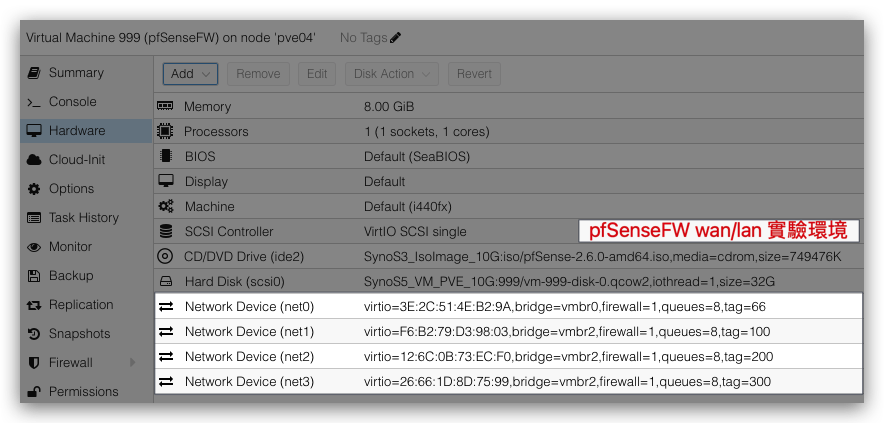 Virtual Machine 999 (pfSenseFW) on node 'pve04' No Tags
Summary
Console
Hardware
Cloud-Init
Options
Task History
Monitor
Backup
Replication
Snapshots
Firewall
Permissions
Add Remove Edit Disk Action Revert
Memory 8.00 GiB
Processors 1 (1 sockets, 1 cores)
BIOS Default (SeaBIOS)
Display Default
Machine Default (i440fx)
SCSI Controller VirtIO SCSI single
pfSenseFW wan/lan 實驗環境
CD/DVD Drive (ide2) SynoS3_IsoImage_10G:iso/pfSense-2.6.0-amd64.iso,media=cdrom,size=749476K
Hard Disk (scsi0) SynoS5_VM_PVE_10G:999/vm-999-disk-0.qcow2,iothread=1,size=32G
Network Device (net0) virtio=3E:2C:51:4E:B2:9A,bridge=vmbr0,firewall=1,queues=8,tag=66
Network Device (net1) virtio=F6:B2:79:D3:98:03,bridge=vmbr2,firewall=1,queues=8,tag=100
Network Device (net2) virtio=12:6C:0B:73:EC:F0,bridge=vmbr2,firewall=1,queues=8,tag=200
Network Device (net3) virtio=26:66:1D:8D:75:99,bridge=vmbr2,firewall=1,queues=8,tag=300